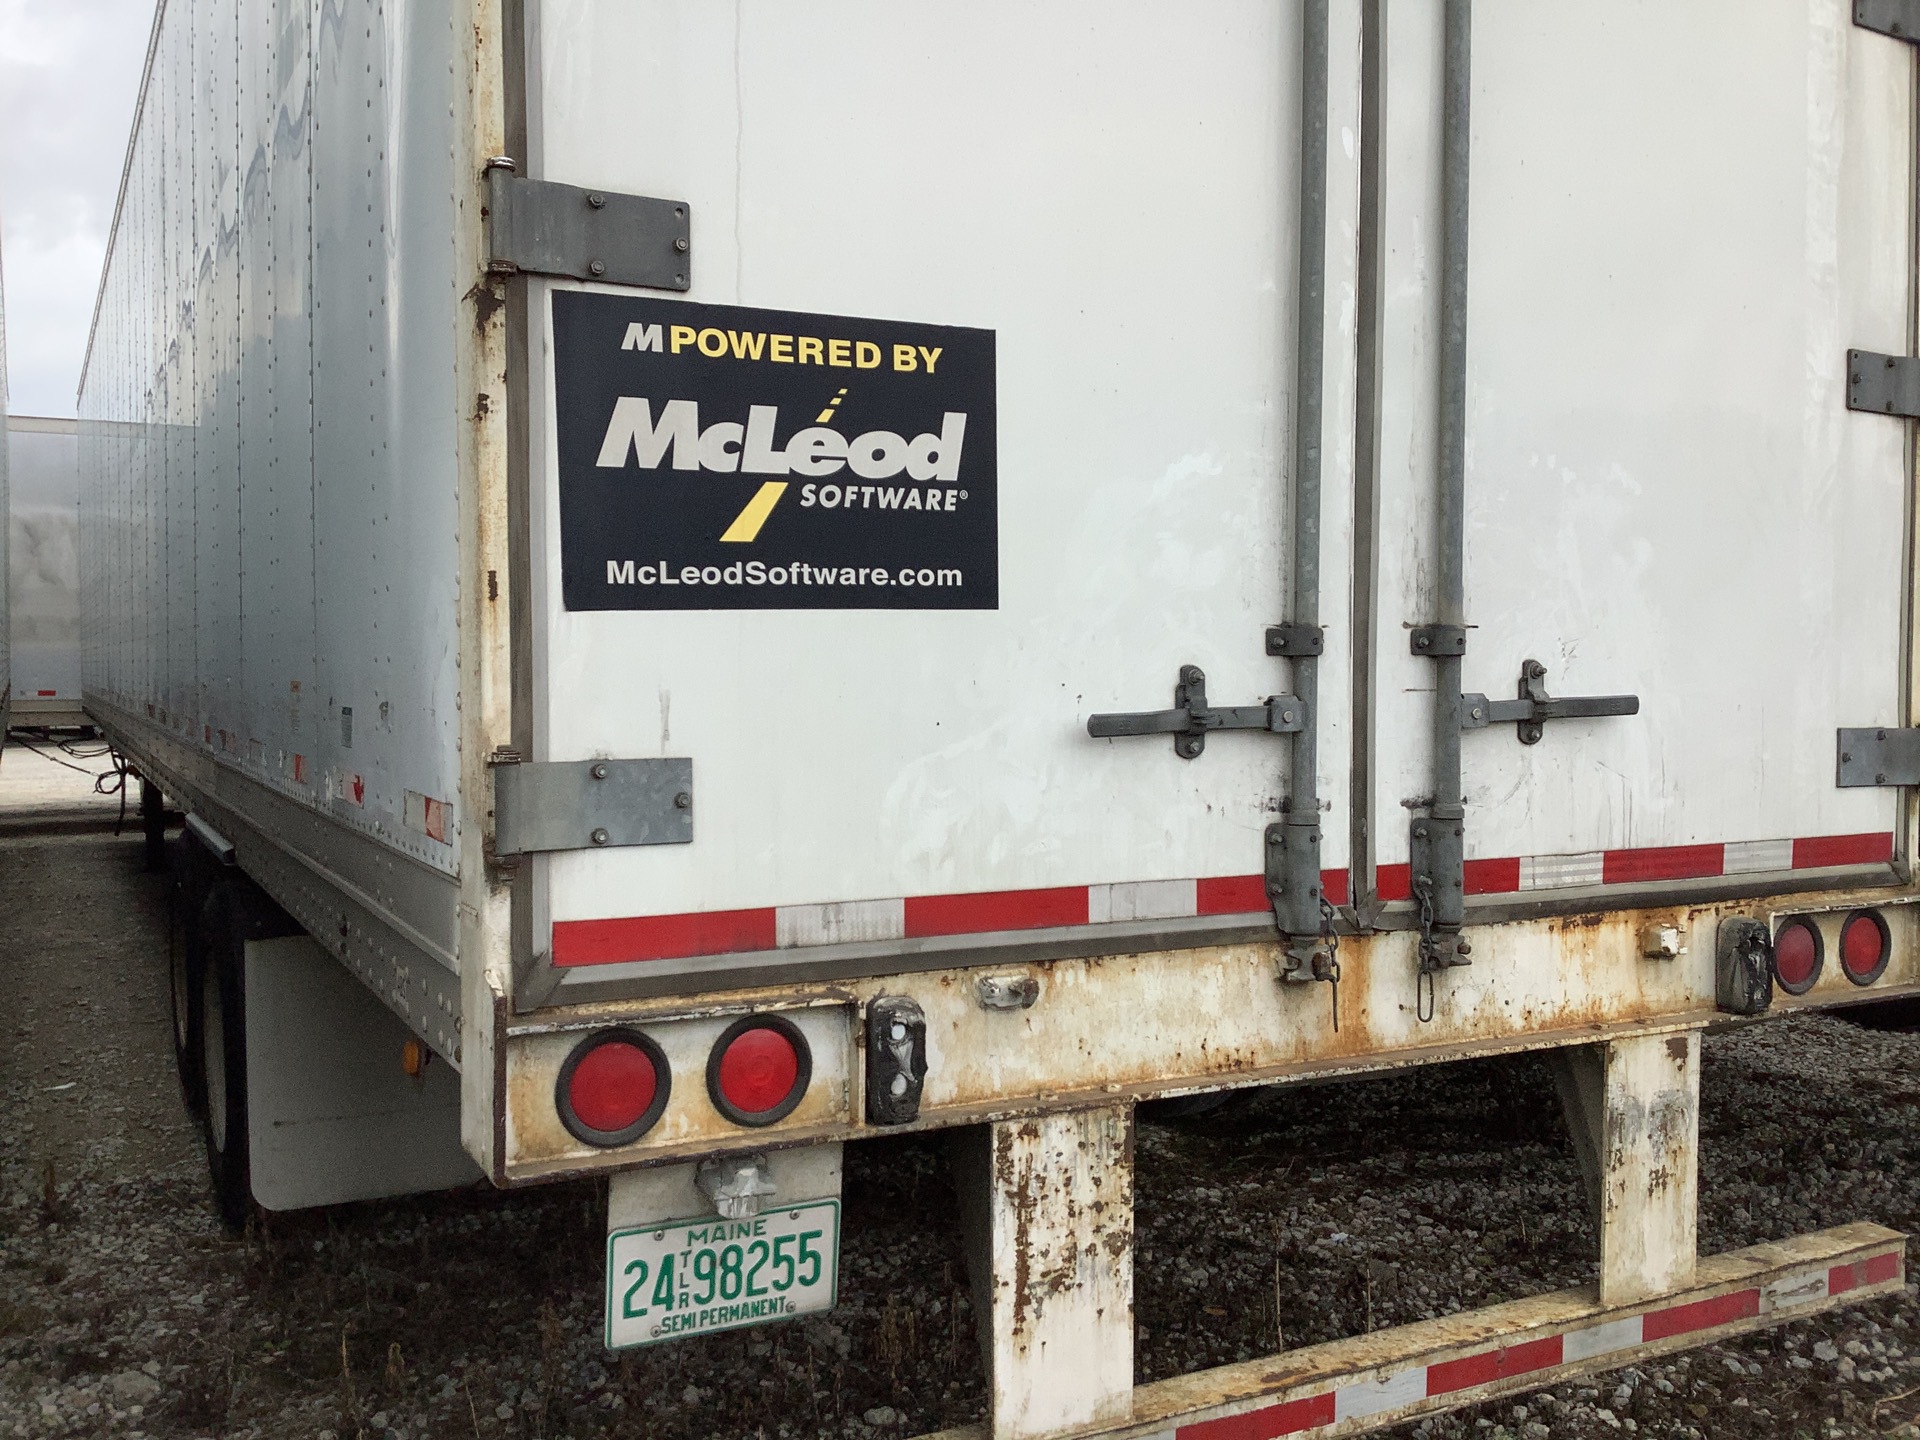 M POWERED BY
McLeod
SOFTWARE®
McLeodSoftware.com
MAINE
24 TLR 98255
SEMI PERMANENT